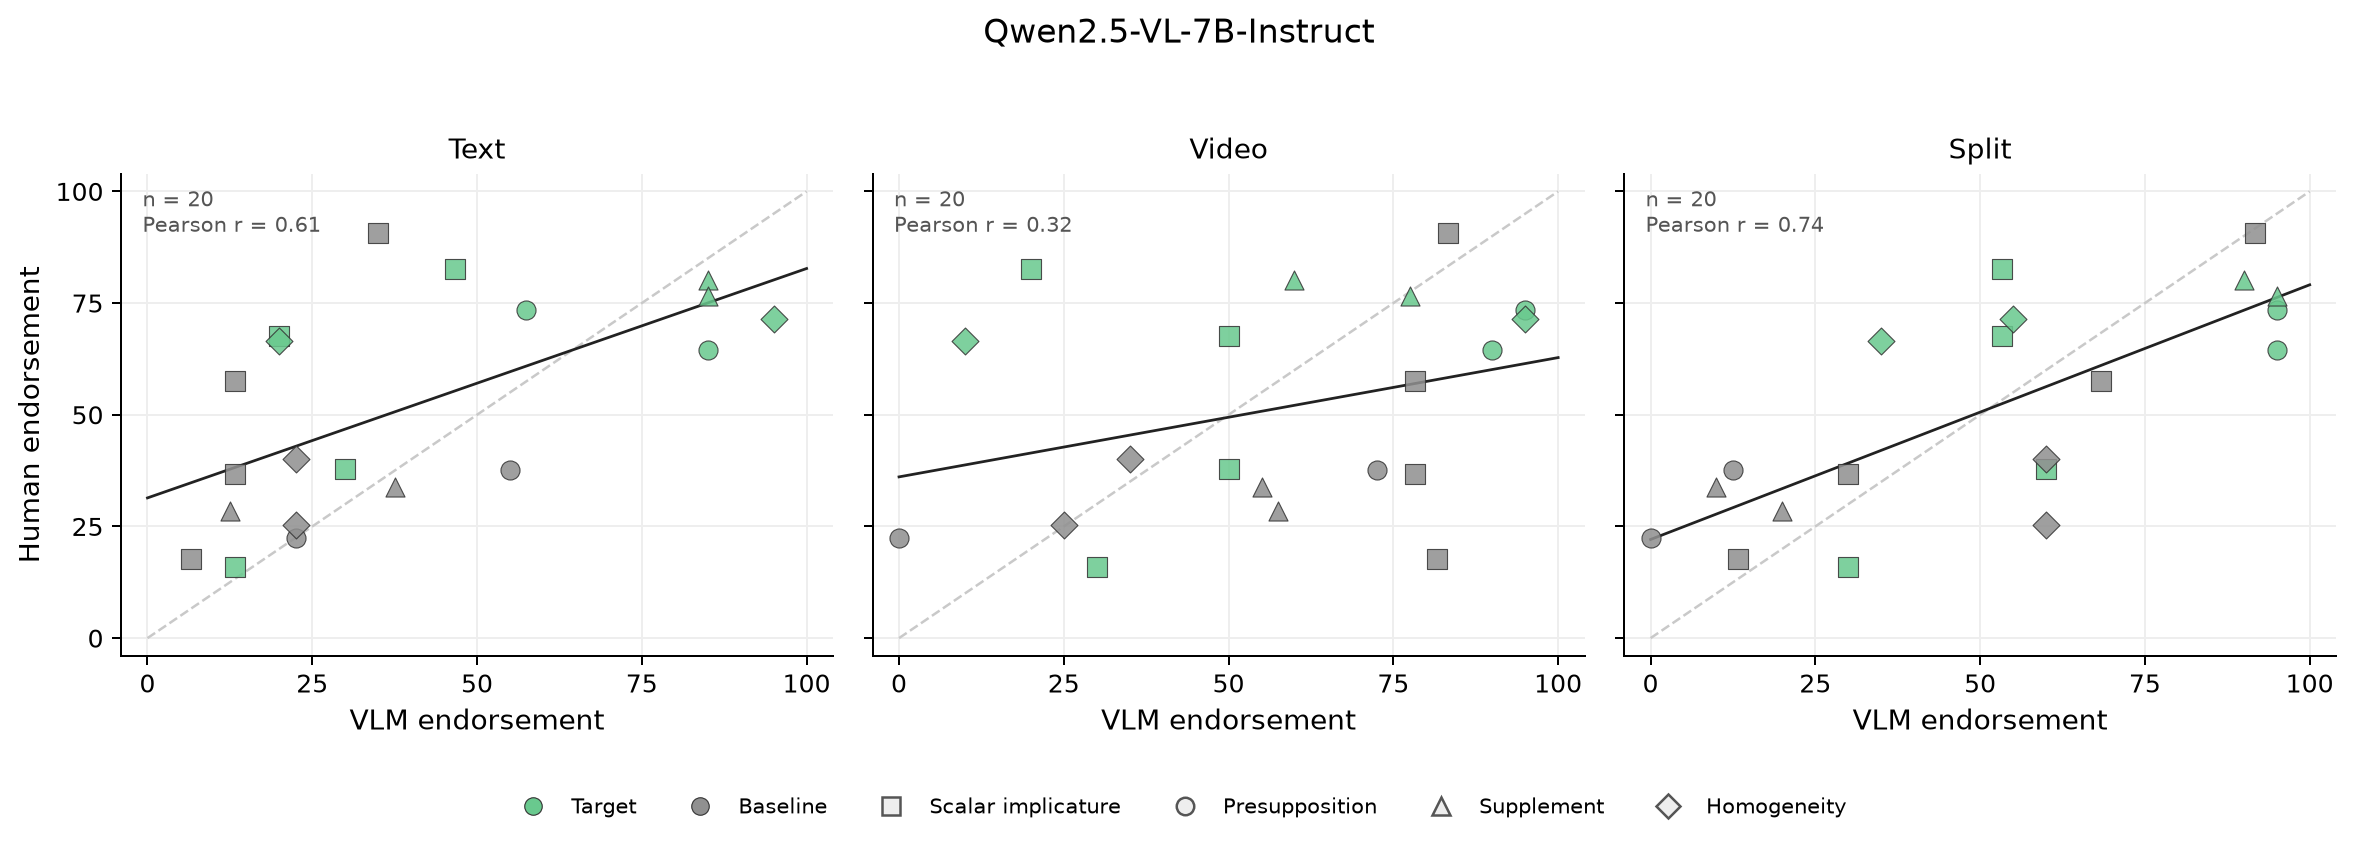 Qwen2.5-VL-7B-Instruct
Text
Video
Split
Human endorsement
100
75
50
25
0
n = 20
Pearson r = 0.61
n = 20
Pearson r = 0.32
n = 20
Pearson r = 0.74
0 25 50 75 100
0 25 50 75 100
0 25 50 75 100
VLM endorsement
VLM endorsement
VLM endorsement
Target Baseline Scalar implicature Presupposition Supplement Homogeneity